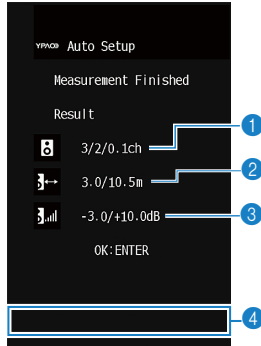 YPAO Auto Setup
Measurement Finished
Result
3/2/0.1ch
1
3.0/10.5m
2
-3.0/+10.0dB
3
OK:ENTER
4